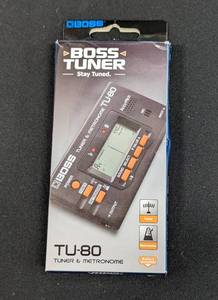 BOSS
BOSS
TUNER
Stay Tuned.
BOSS
TUNER & METRONOME TU-80
TU-80
TUNER & METRONOME